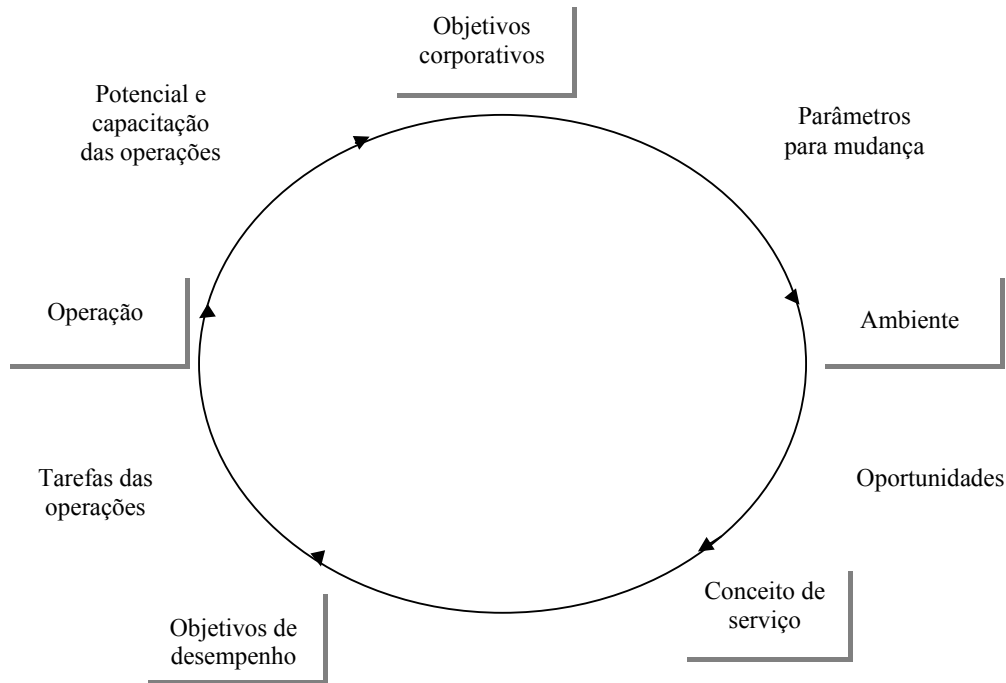 Objetivos
corporativos
Potencial e
capacitação
das operações
Parâmetros
para mudança
Operação
Ambiente
Tarefas das
operações
Oportunidades
Conceito de
serviço
Objetivos de
desempenho